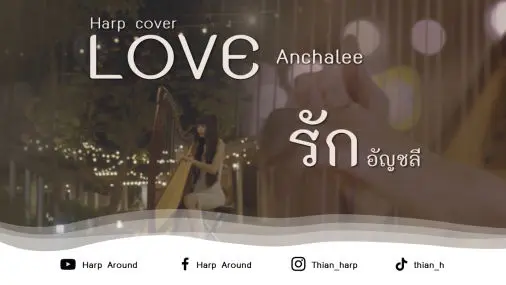 Harp cover
LOVE Anchalee
รัก อัญชลี
Harp Around Harp Around Thian_harp thian_h